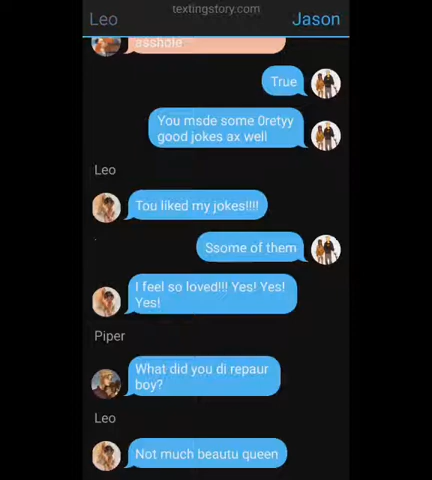 textingstory.com
Leo
Jason
asshole
True
You msde some 0retyy
good jokes ax well
Leo
Tou liked my jokes!!!!
Ssome of them
I feel so loved!!! Yes! Yes!
Yes!
Piper
What did you di repaur
boy?
Leo
Not much beautu queen